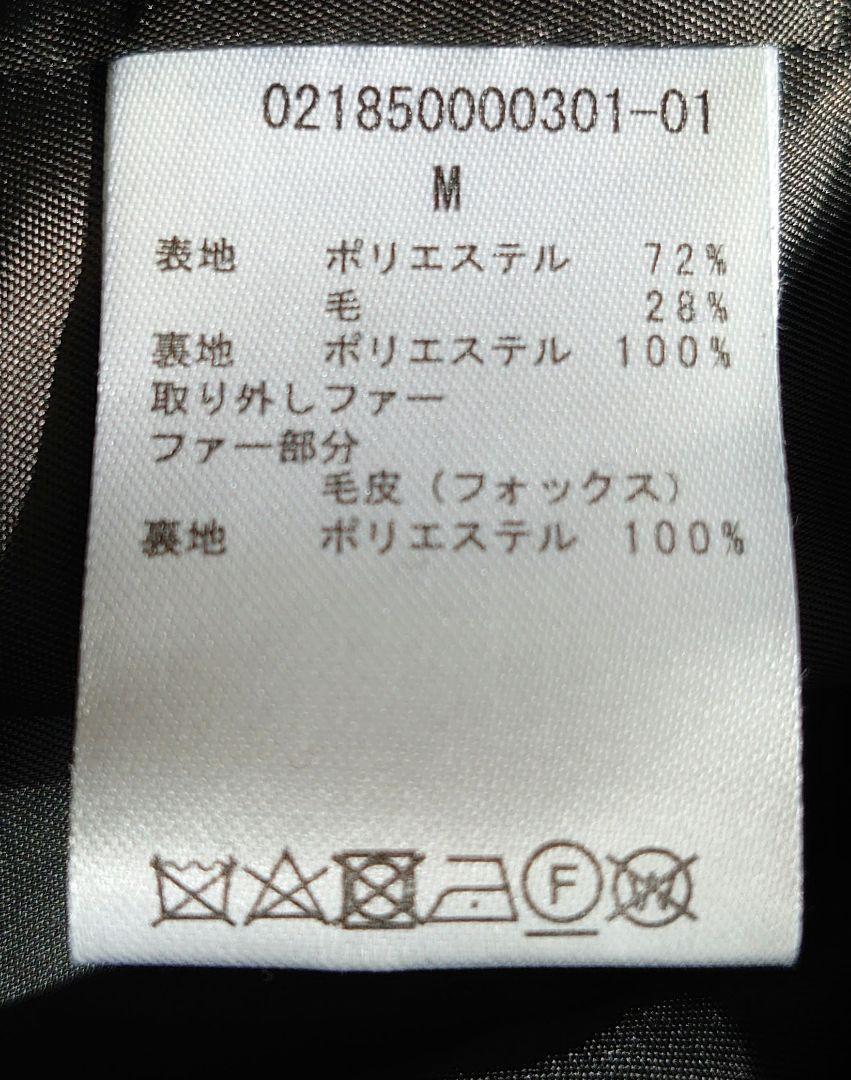 021850000301-01
M
表地 ポリエステル 72%
毛 28%
裏地 ポリエステル 100%
取り外しファー
ファー部分
毛皮（フォックス）
裏地 ポリエステル 100%
F W